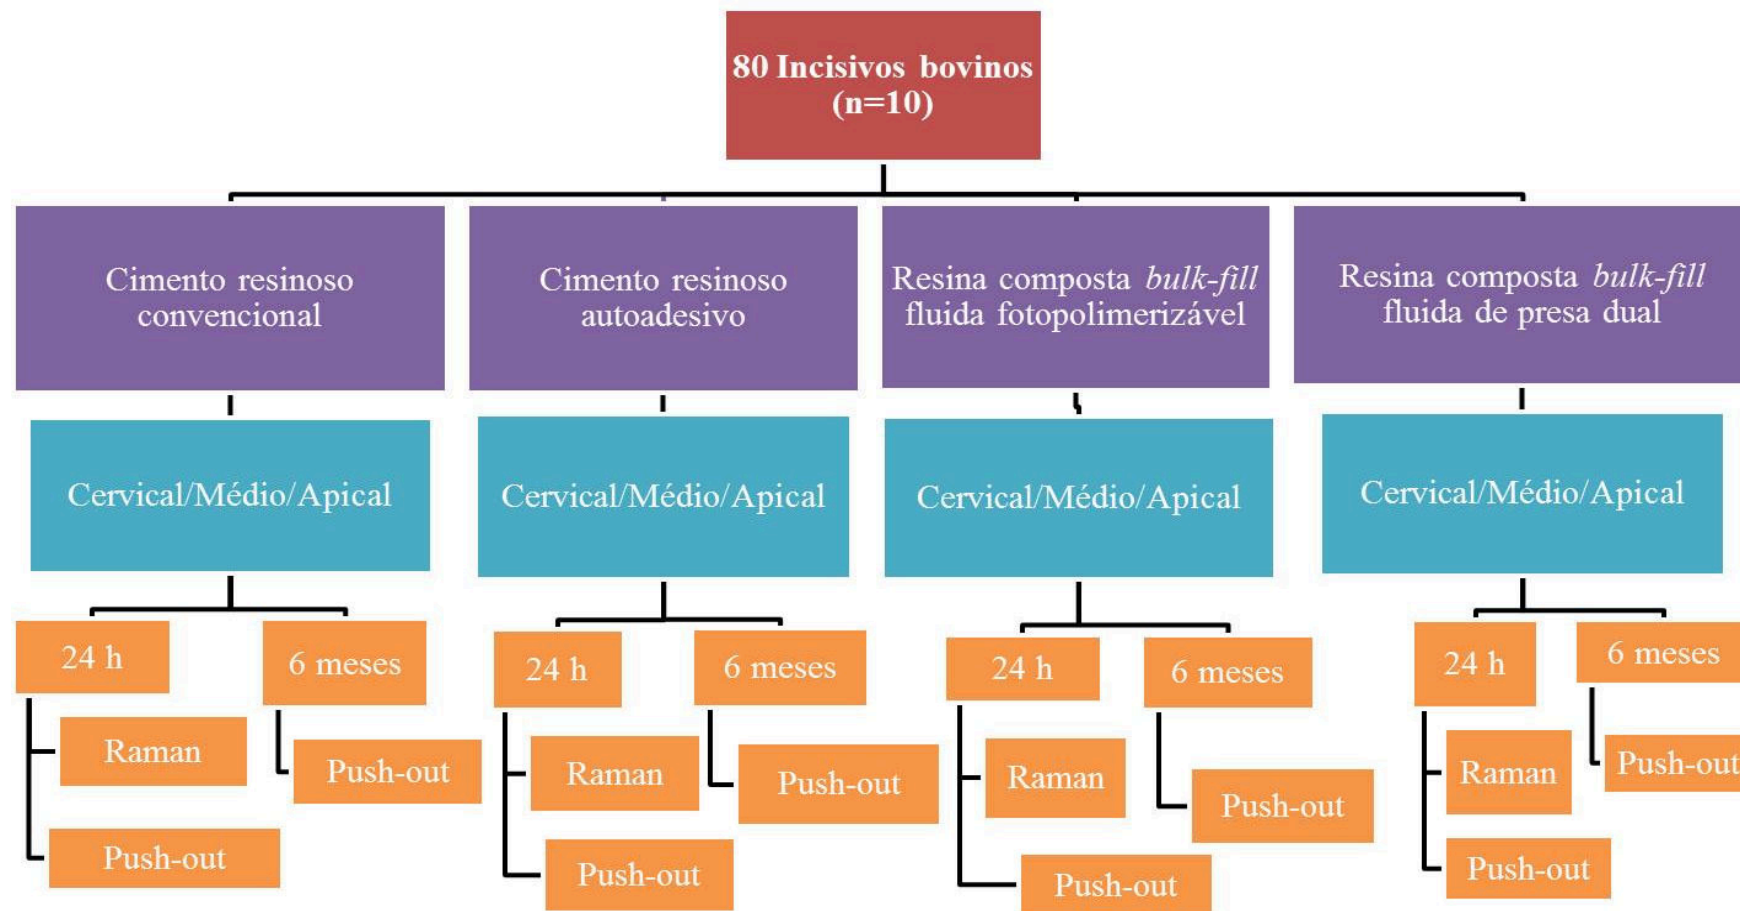 80 Incisivos bovinos
(n=10)
Cimento resinoso
convencional
Cimento resinoso
autoadesivo
Resina composta bulk-fill
fluida fotopolimerizável
Resina composta bulk-fill
fluida de presa dual
Cervical/Médio/Apical
Cervical/Médio/Apical
Cervical/Médio/Apical
Cervical/Médio/Apical
24 h
6 meses
Raman
Push-out
Push-out
24 h
6 meses
Raman
Push-out
Push-out
24 h
6 meses
Raman
Push-out
Push-out
24 h
6 meses
Raman
Push-out
Push-out